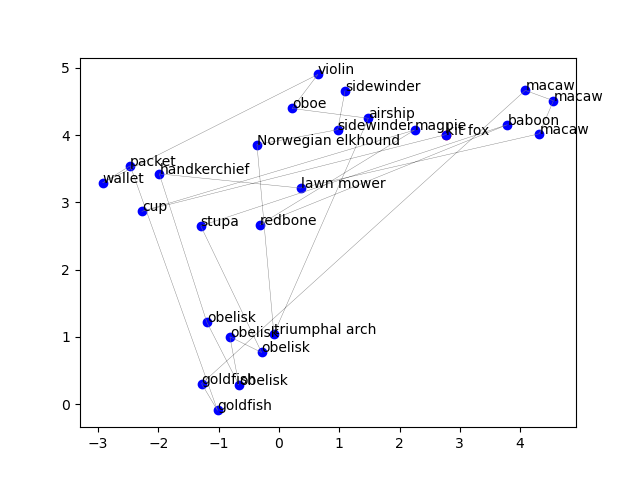 violin
macaw
sidewinder
macaw
5
oboe
airship
baboon
sidewinder
magpie
kit fox
macaw
4
Norwegian elkhound
packet
handkerchief
wallet
lawn mower
3
cup
stupa
redbone
2
obelisk
obelisk
triumphal arch
1
obelisk
goldfish
obelisk
goldfish
0
−3 −2 −1 0 1 2 3 4